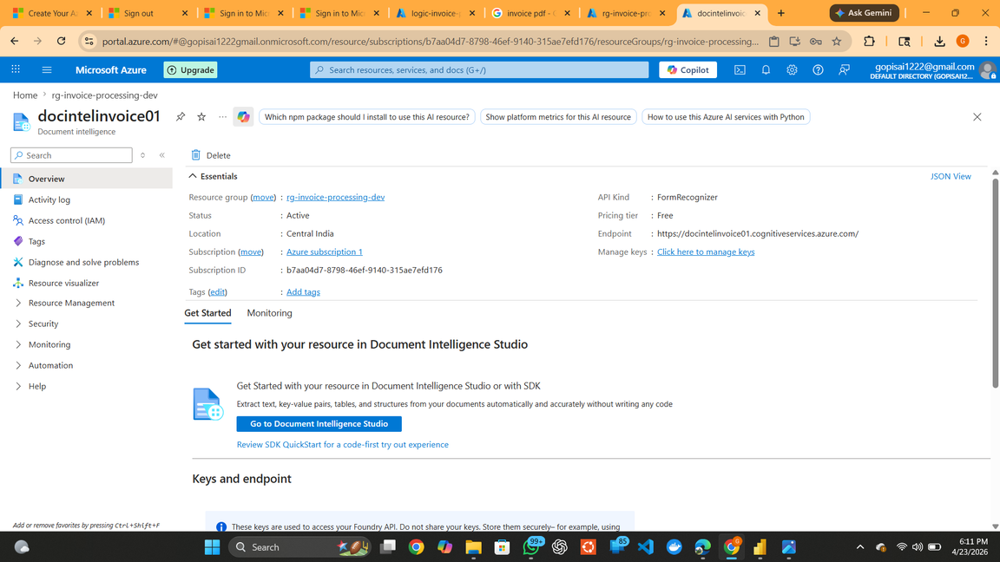 Create Your A
Sign out
Sign in to Mic
Sign in to Mic
logic-invoice-
invoice pdf - G
rg-invoice-pro
docintelinvoic
Ask Gemini
portal.azure.com/#@gopisai1222gmail.onmicrosoft.com/resource/subscriptions/b7aa04d7-8798-46ef-9140-315ae7efd176/resourceGroups/rg-invoice-processing...
G
Microsoft Azure
Upgrade
Search resources, services, and docs (G+/)
Copilot
gopisai1222@gmail.com
DEFAULT DIRECTORY (GOPISAI12...
Home > rg-invoice-processing-dev
docintelinvoice01
Document intelligence
Which npm package should I install to use this AI resource?
Show platform metrics for this AI resource
How to use this Azure AI services with Python
Search
Overview
Activity log
Access control (IAM)
Tags
Diagnose and solve problems
Resource visualizer
Resource Management
Security
Monitoring
Automation
Help
Add or remove favorites by pressing Ctrl+Shift+F
Delete
Essentials
JSON View
Resource group (move) : rg-invoice-processing-dev
Status : Active
Location : Central India
Subscription (move) : Azure subscription 1
Subscription ID : b7aa04d7-8798-46ef-9140-315ae7efd176
Tags (edit) : Add tags
API Kind : FormRecognizer
Pricing tier : Free
Endpoint : https://docintelinvoice01.cognitiveservices.azure.com/
Manage keys : Click here to manage keys
Get Started
Monitoring
Get started with your resource in Document Intelligence Studio
Get Started with your resource in Document Intelligence Studio or with SDK
Extract text, key-value pairs, tables, and structures from your documents automatically and accurately without writing any code
Go to Document Intelligence Studio
Review SDK QuickStart for a code-first try out experience
Keys and endpoint
These keys are used to access your Foundry API. Do not share your keys. Store them securely– for example, using
Search
99+
85
G
6:11 PM
4/23/2026